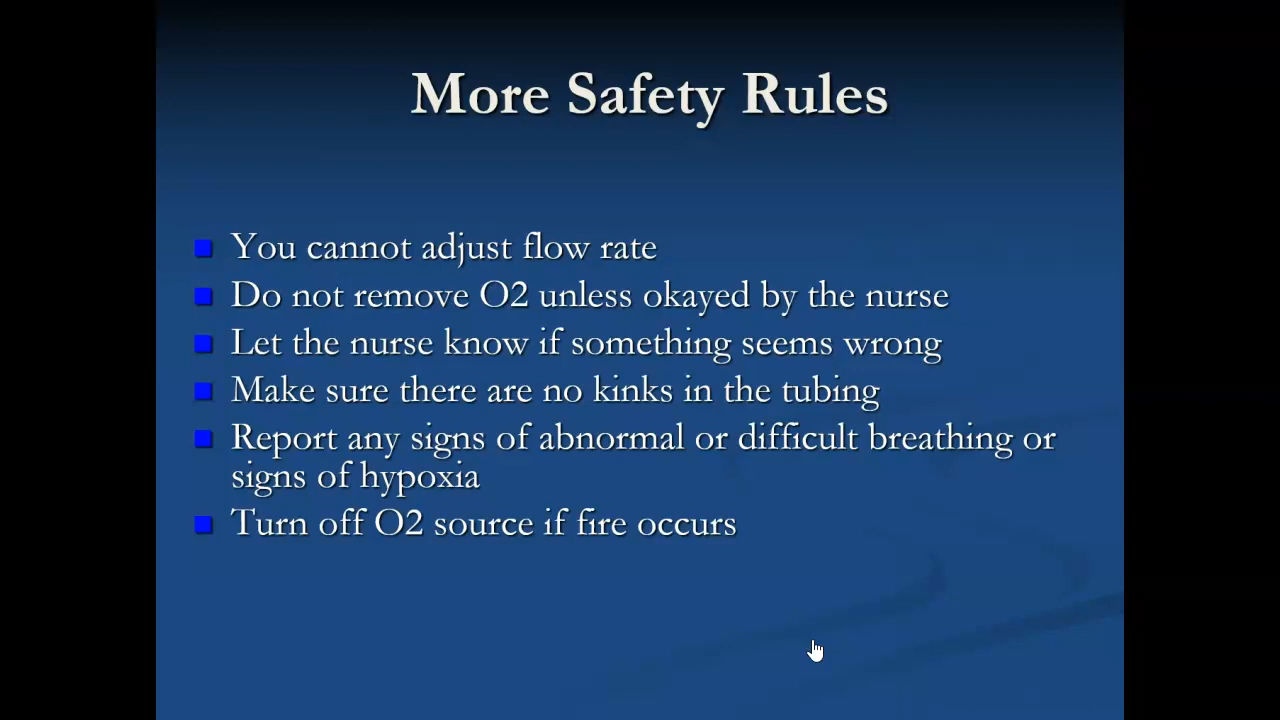 More Safety Rules
You cannot adjust flow rate
Do not remove O2 unless okayed by the nurse
Let the nurse know if something seems wrong
Make sure there are no kinks in the tubing
Report any signs of abnormal or difficult breathing or
signs of hypoxia
Turn off O2 source if fire occurs